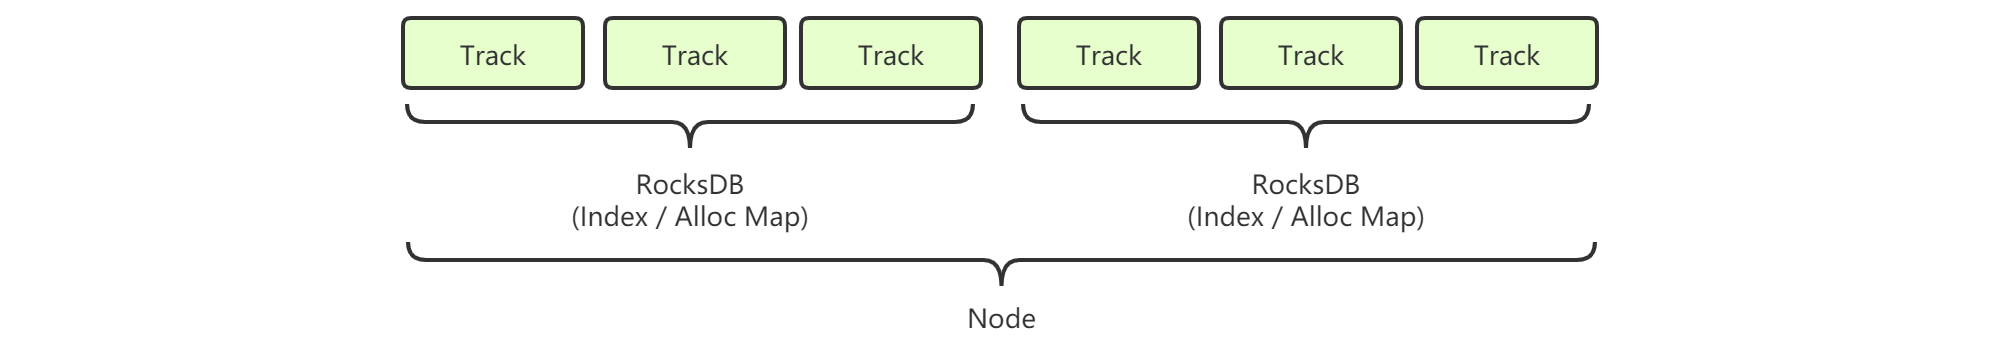 Track Track Track Track Track Track
RocksDB RocksDB
(Index / Alloc Map) (Index / Alloc Map)
Node